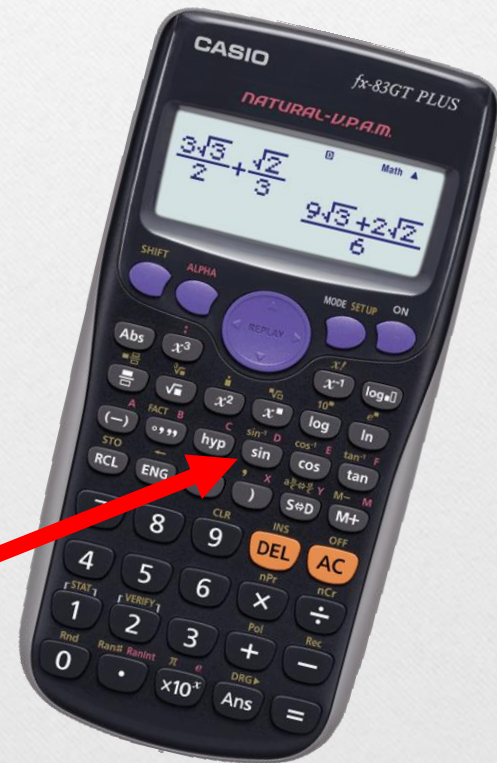 CASIO
fx-83GT PLUS
NATURAL-V.P.A.M.
D Math ▲
3√3/2 + √2/3
(9√3+2√2)/6
SHIFT ALPHA MODE SETUP ON
REPLAY
: x!
Abs x³ x⁻¹ log■▯
³√■ ■√▯ 10■ e■
√■ x² x■ log ln
A FACT B C sin⁻¹ D cos⁻¹ E tan⁻¹ F
(−) °,,, hyp sin cos tan
STO ← , X a b/c⇔d/c Y M− M
RCL ENG ) S⇔D M+
CLR INS OFF
8 9 DEL AC
nPr nCr
4 5 6 × ÷
STAT VERIFY Pol Rec
1 2 3 + −
Rnd Ran# RanInt π e DRG▶
0 . ×10ˣ Ans =